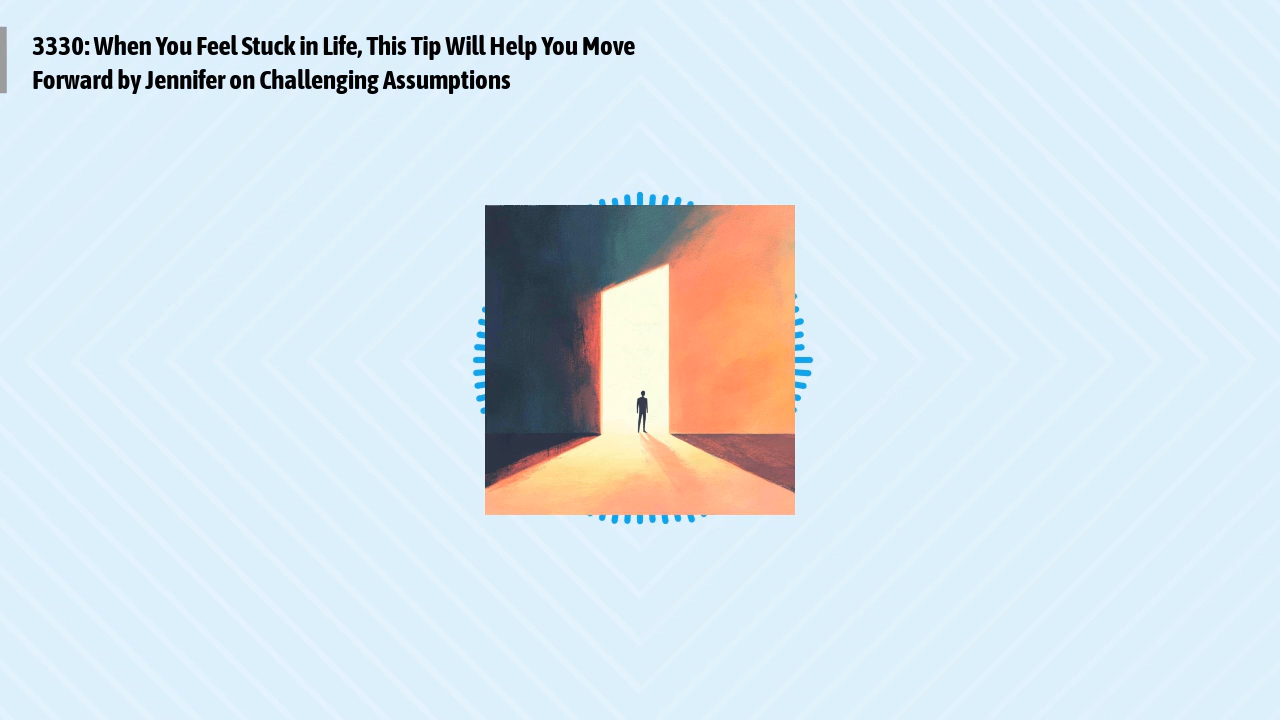 3330: When You Feel Stuck in Life, This Tip Will Help You Move
Forward by Jennifer on Challenging Assumptions